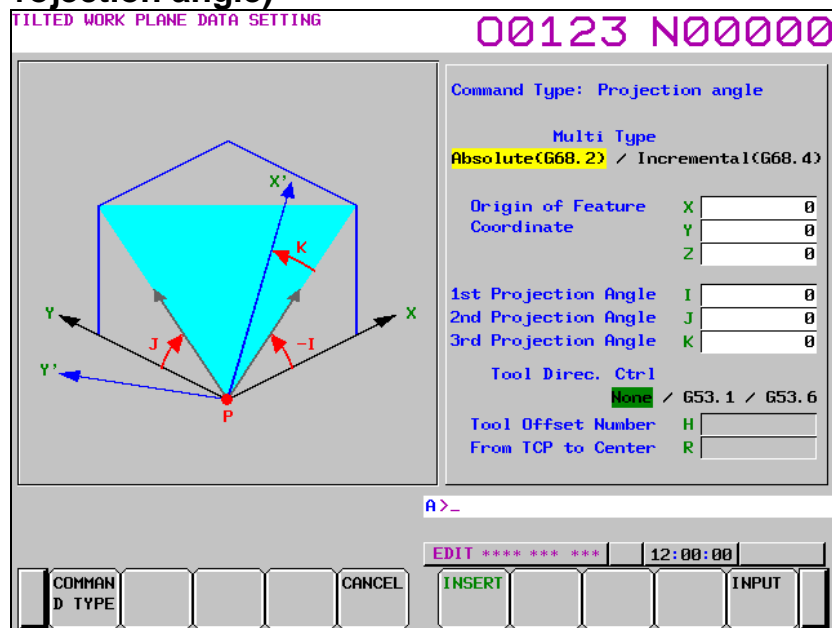 rojection angle)
TILTED WORK PLANE DATA SETTING
O0123 N00000
Command Type: Projection angle
Multi Type
Absolute(G68.2) / Incremental(G68.4)
Origin of Feature X 0
Coordinate Y 0
Z 0
1st Projection Angle I 0
2nd Projection Angle J 0
3rd Projection Angle K 0
Tool Direc. Ctrl
None / G53.1 / G53.6
Tool Offset Number H
From TCP to Center R
X'
K
Y
X
J
-I
Y'
P
A>_
EDIT **** *** *** 12:00:00
COMMAN
D TYPE
CANCEL
INSERT
INPUT